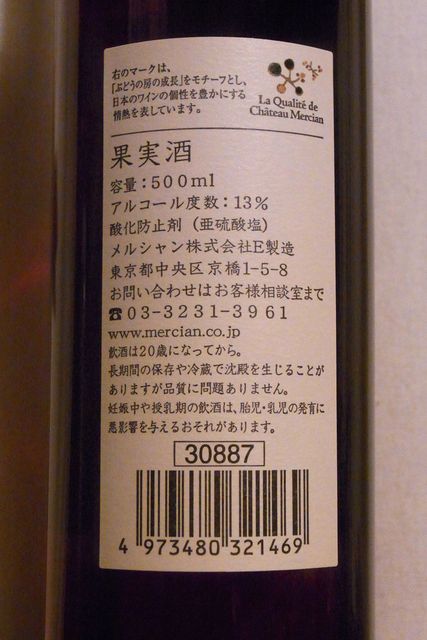 右のマークは、
「ぶどうの房の成長」をモチーフとし、
日本のワインの個性を豊かにする
情熱を表しています。
La Qualité de
Château Mercian
果実酒
容量：500ml
アルコール度数：13%
酸化防止剤（亜硫酸塩）
メルシャン株式会社E製造
東京都中央区京橋1-5-8
お問い合わせはお客様相談室まで
☎03-3231-3961
www.mercian.co.jp
飲酒は20歳になってから。
長期間の保存や冷蔵で沈殿を生じることが
ありますが品質に問題ありません。
妊娠中や授乳期の飲酒は、胎児・乳児の発育に
悪影響を与えるおそれがあります。
30887
4 973480 321469